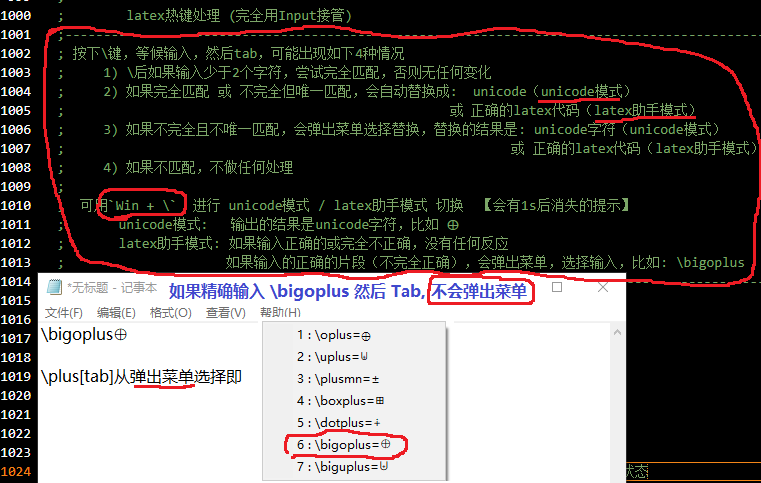 1000 ; latex热键处理 (完全用Input接管)
1001 ;
1002 ; 按下\键，等候输入，然后tab，可能出现如下4种情况
1003 ; 1) \后如果输入少于2个字符，尝试完全匹配，否则无任何变化
1004 ; 2) 如果完全匹配 或 不完全但唯一匹配，会自动替换成: unicode（unicode模式）
1005 ; 或 正确的latex代码（latex助手模式）
1006 ; 3) 如果不完全且不唯一匹配，会弹出菜单选择替换，替换的结果是: unicode字符（unicode模式）
1007 ; 或 正确的latex代码（latex助手模式）
1008 ; 4) 如果不匹配，不做任何处理
1009 ;
1010 ; 可用`Win + \` 进行 unicode模式 / latex助手模式 切换 【会有1s后消失的提示】
1011 ; unicode模式: 输出的结果是unicode字符，比如 ⊕
1012 ; latex助手模式: 如果输入正确的或完全不正确，没有任何反应
1013 ; 如果输入的正确的片段（不完全正确），会弹出菜单，选择输入，比如: \bigoplus
1014
1015
1016
1017
1018
1019
1020
1021
1022
1023
1024 状态
*无标题 - 记事本
如果精确输入 \bigoplus 然后 Tab, 不会弹出菜单
文件(F) 编辑(E) 格式(O) 查看(V) 帮助(H)
\bigoplus⊕
\plus[tab]从弹出菜单选择即
1 : \oplus=⊕
2 : \uplus=⊎
3 : \plusmn=±
4 : \boxplus=⊞
5 : \dotplus=∔
6 : \bigoplus=⨁
7 : \biguplus=⨄